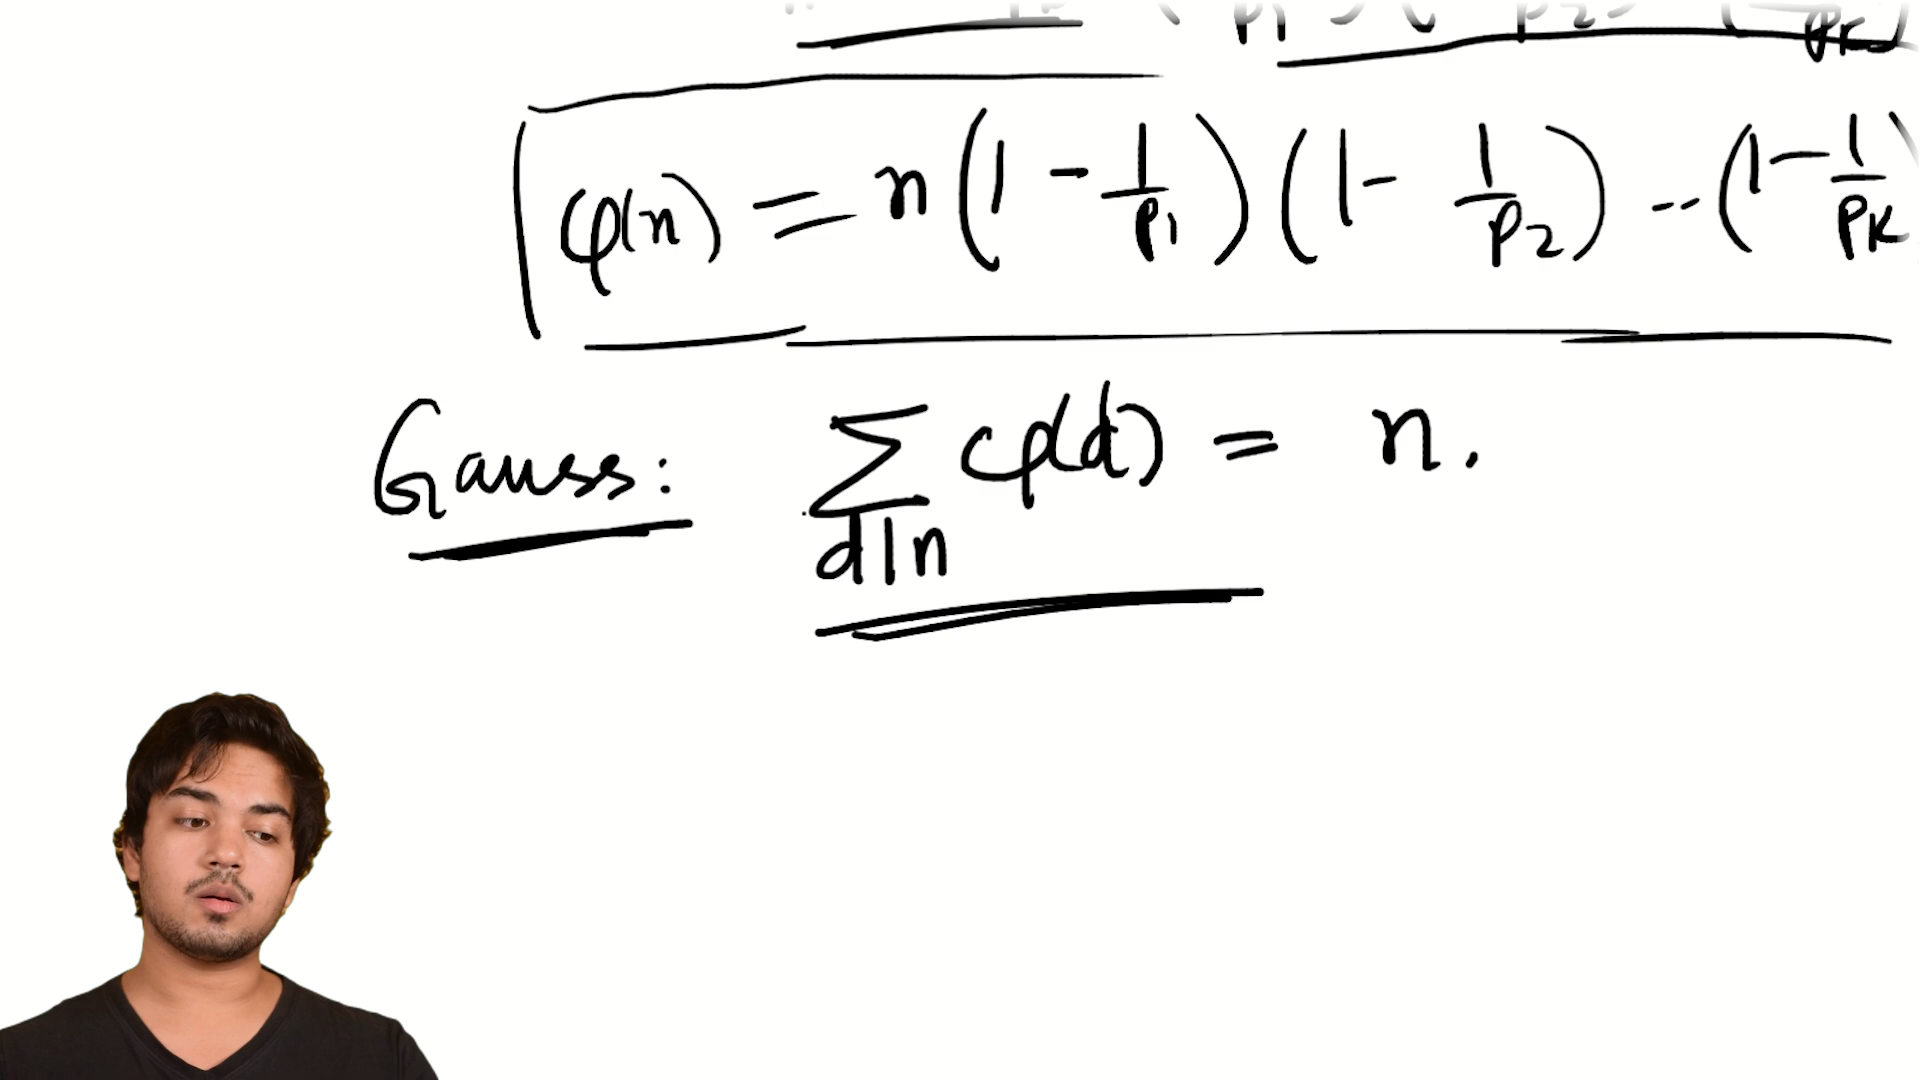 φ(n) = n(1 - 1/p₁)(1 - 1/p₂) -- (1 - 1/pₖ)
Gauss: ∑ φ(d) = n.
d|n